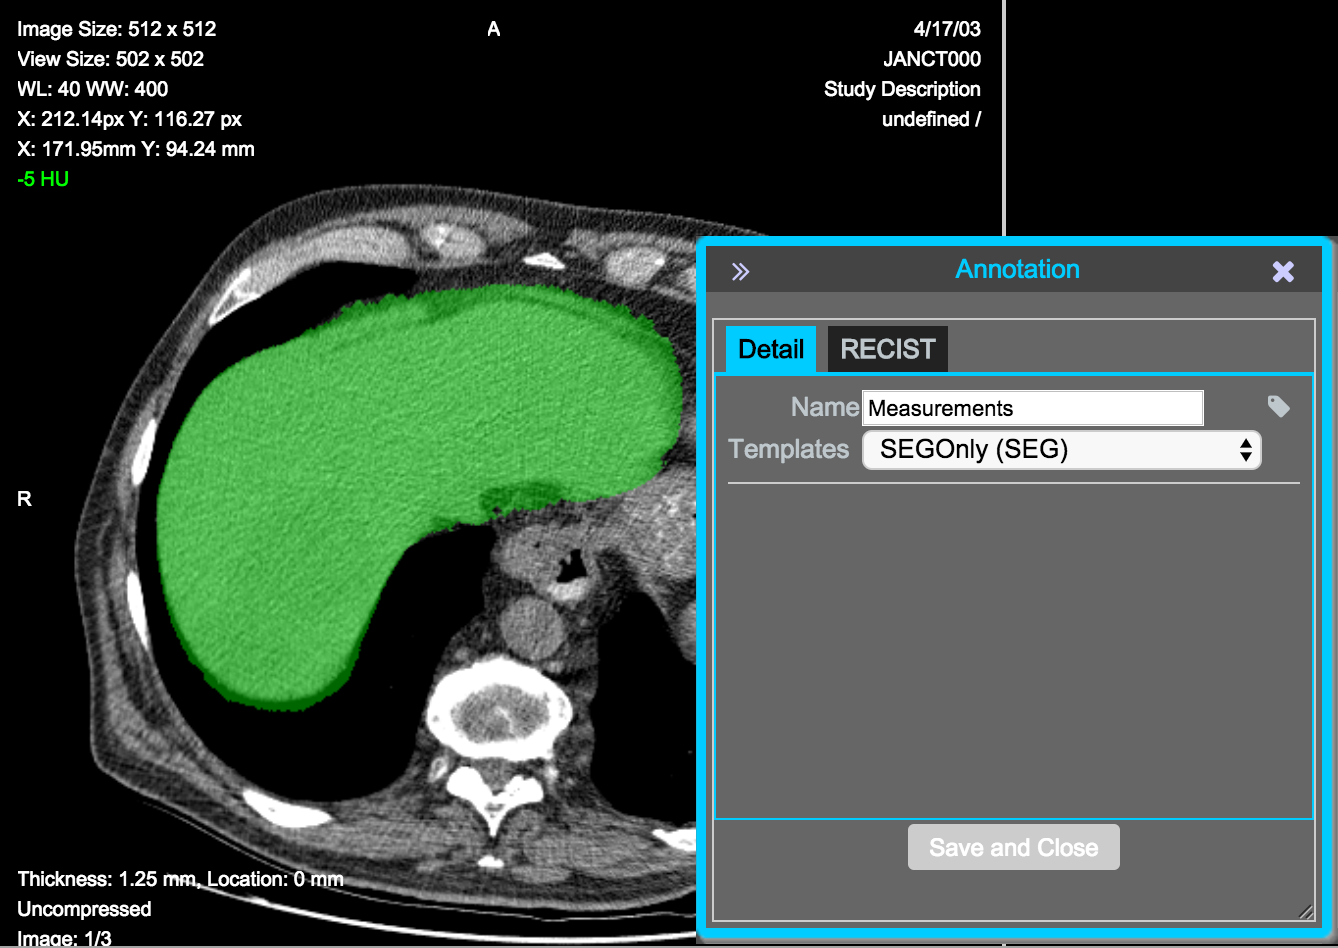 Image Size: 512 x 512
View Size: 502 x 502
WL: 40 WW: 400
X: 212.14px Y: 116.27 px
X: 171.95mm Y: 94.24 mm
-5 HU
A
4/17/03
JANCT000
Study Description
undefined /
R
Annotation
Detail RECIST
Name Measurements
Templates SEGOnly (SEG)
Save and Close
Thickness: 1.25 mm, Location: 0 mm
Uncompressed
Image: 1/3